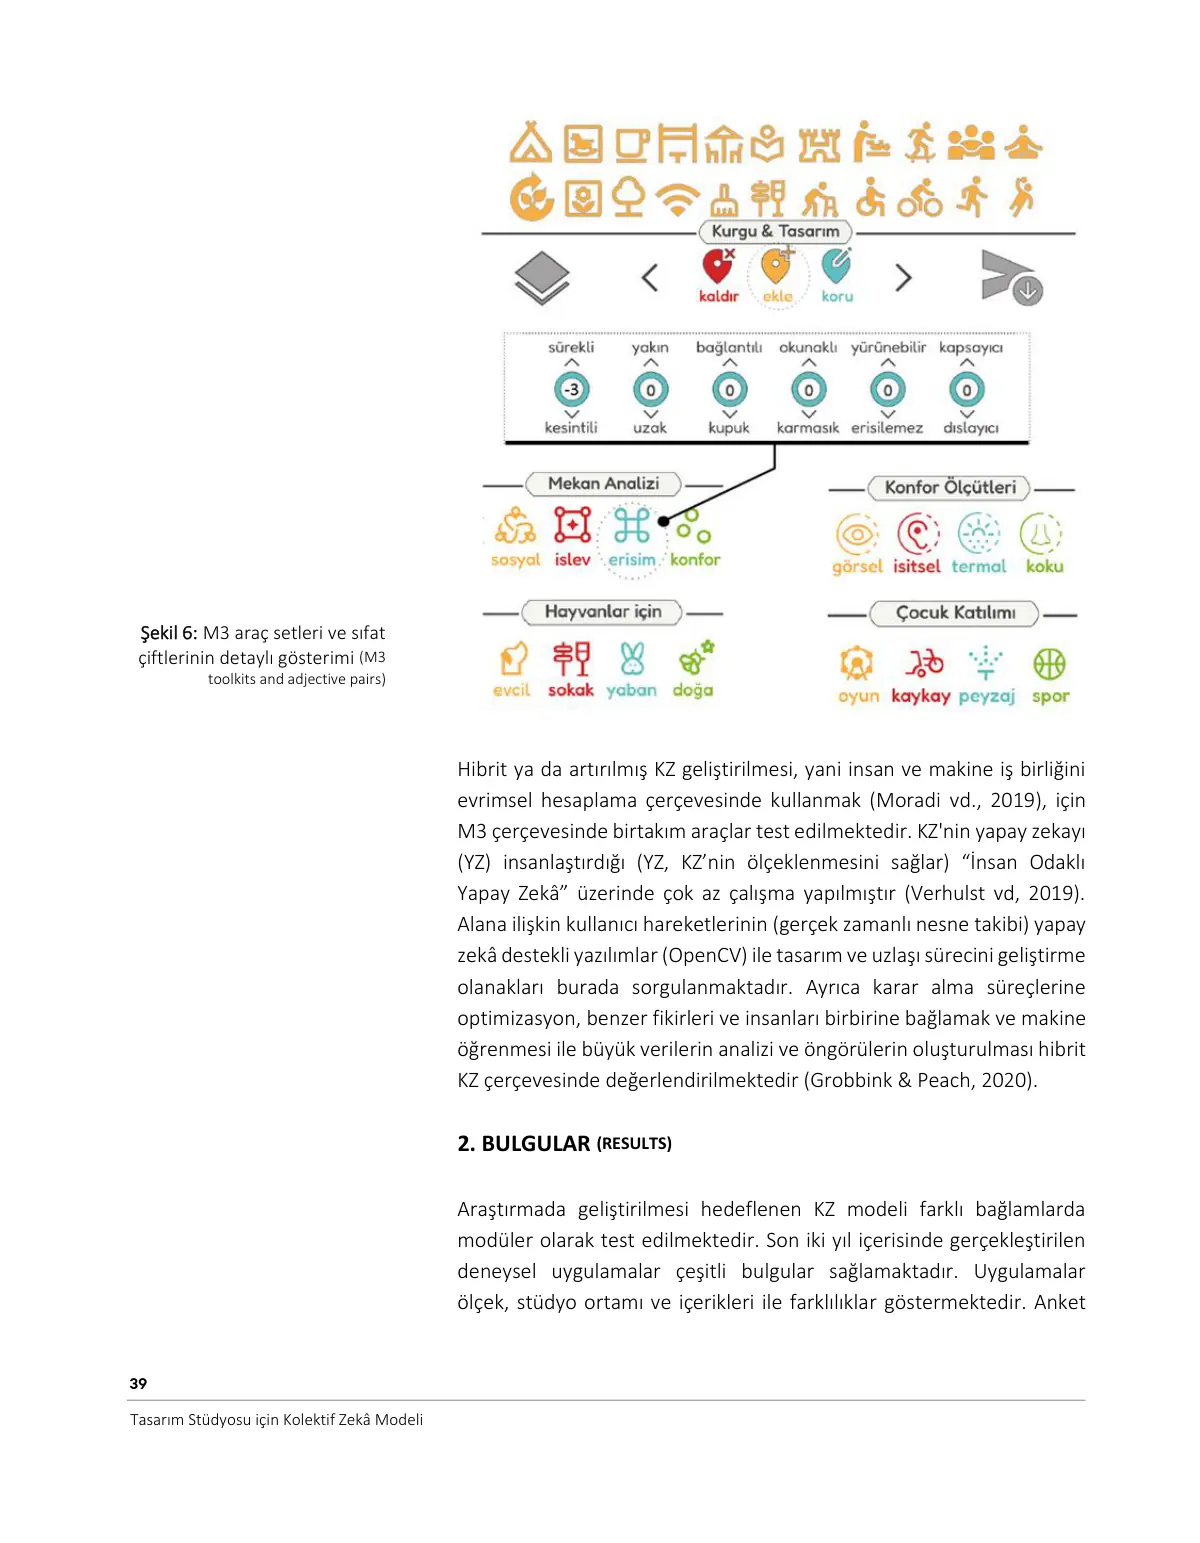 Kurgu & Tasarım
kaldır ekle koru
sürekli yakın bağlantılı okunaklı yürünebilir kapsayıcı
-3 0 0 0 0 0
kesintili uzak kupuk karmasık erisilemez dıslayıcı
Mekan Analizi
sosyal islev erisim konfor
Konfor Ölçütleri
görsel isitsel termal koku
Hayvanlar için
evcil sokak yaban doğa
Çocuk Katılımı
oyun kaykay peyzaj spor
Şekil 6: M3 araç setleri ve sıfat
çiftlerinin detaylı gösterimi (M3
toolkits and adjective pairs)
Hibrit ya da artırılmış KZ geliştirilmesi, yani insan ve makine iş birliğini
evrimsel hesaplama çerçevesinde kullanmak (Moradi vd., 2019), için
M3 çerçevesinde birtakım araçlar test edilmektedir. KZ'nin yapay zekayı
(YZ) insanlaştırdığı (YZ, KZ’nin ölçeklenmesini sağlar) “İnsan Odaklı
Yapay Zekâ” üzerinde çok az çalışma yapılmıştır (Verhulst vd, 2019).
Alana ilişkin kullanıcı hareketlerinin (gerçek zamanlı nesne takibi) yapay
zekâ destekli yazılımlar (OpenCV) ile tasarım ve uzlaşı sürecini geliştirme
olanakları burada sorgulanmaktadır. Ayrıca karar alma süreçlerine
optimizasyon, benzer fikirleri ve insanları birbirine bağlamak ve makine
öğrenmesi ile büyük verilerin analizi ve öngörülerin oluşturulması hibrit
KZ çerçevesinde değerlendirilmektedir (Grobbink & Peach, 2020).
2. BULGULAR (RESULTS)
Araştırmada geliştirilmesi hedeflenen KZ modeli farklı bağlamlarda
modüler olarak test edilmektedir. Son iki yıl içerisinde gerçekleştirilen
deneysel uygulamalar çeşitli bulgular sağlamaktadır. Uygulamalar
ölçek, stüdyo ortamı ve içerikleri ile farklılıklar göstermektedir. Anket
39
Tasarım Stüdyosu için Kolektif Zekâ Modeli